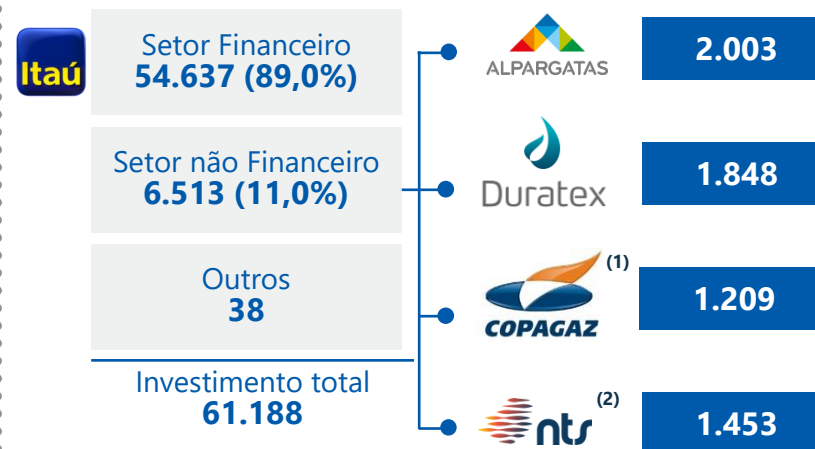 Itaú
Setor Financeiro
54.637 (89,0%)
Setor não Financeiro
6.513 (11,0%)
Outros
38
Investimento total
61.188
ALPARGATAS
2.003
Duratex
1.848
COPAGAZ
(1)
1.209
nts
(2)
1.453